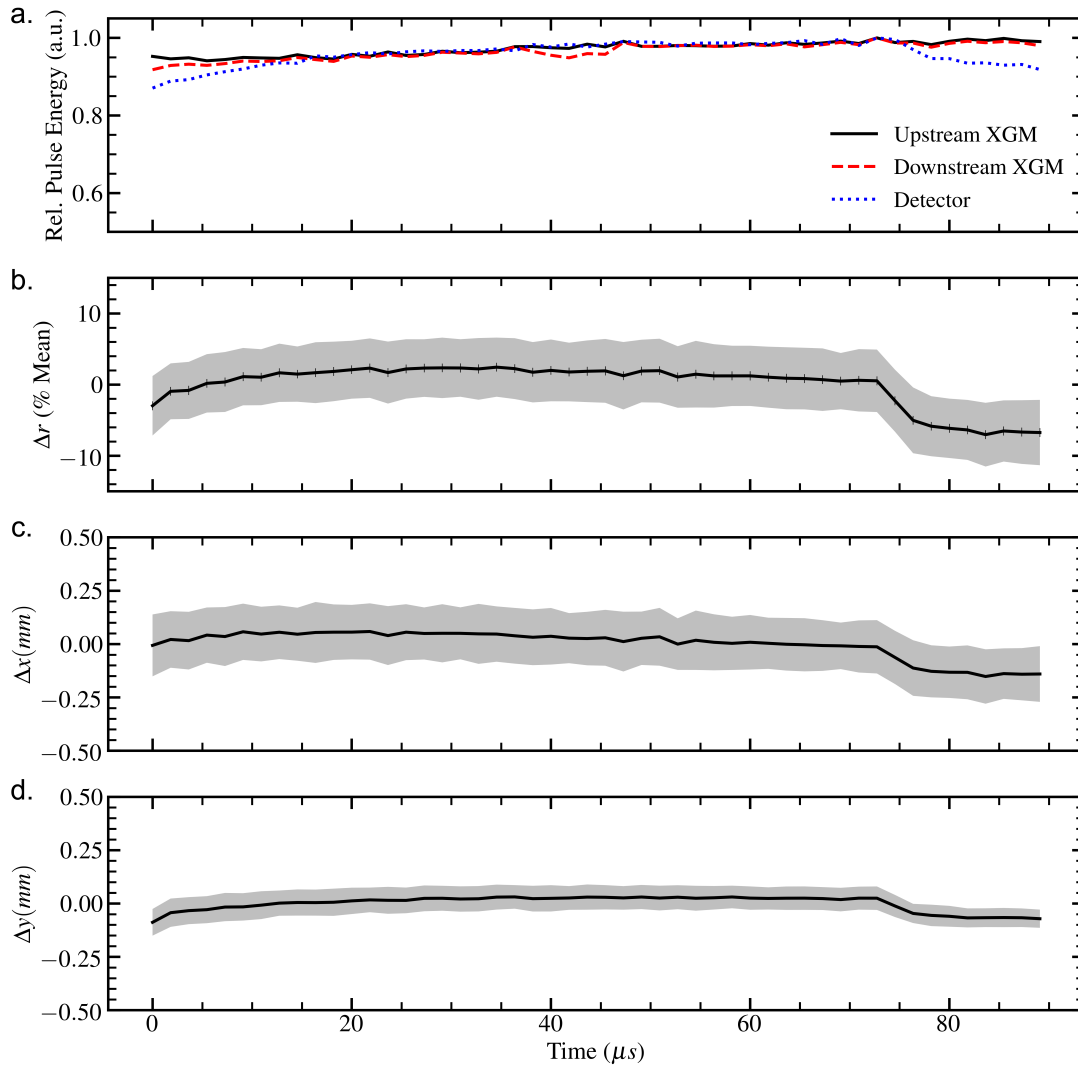 a.
Rel. Pulse Energy (a.u.)
1.0
0.8
0.6
Upstream XGM
Downstream XGM
Detector
b.
Δr (% Mean)
10
0
−10
c.
Δx(mm)
0.50
0.25
0.00
−0.25
−0.50
d.
Δy(mm)
0.50
0.25
0.00
−0.25
−0.50
0 20 40 60 80
Time (μs)